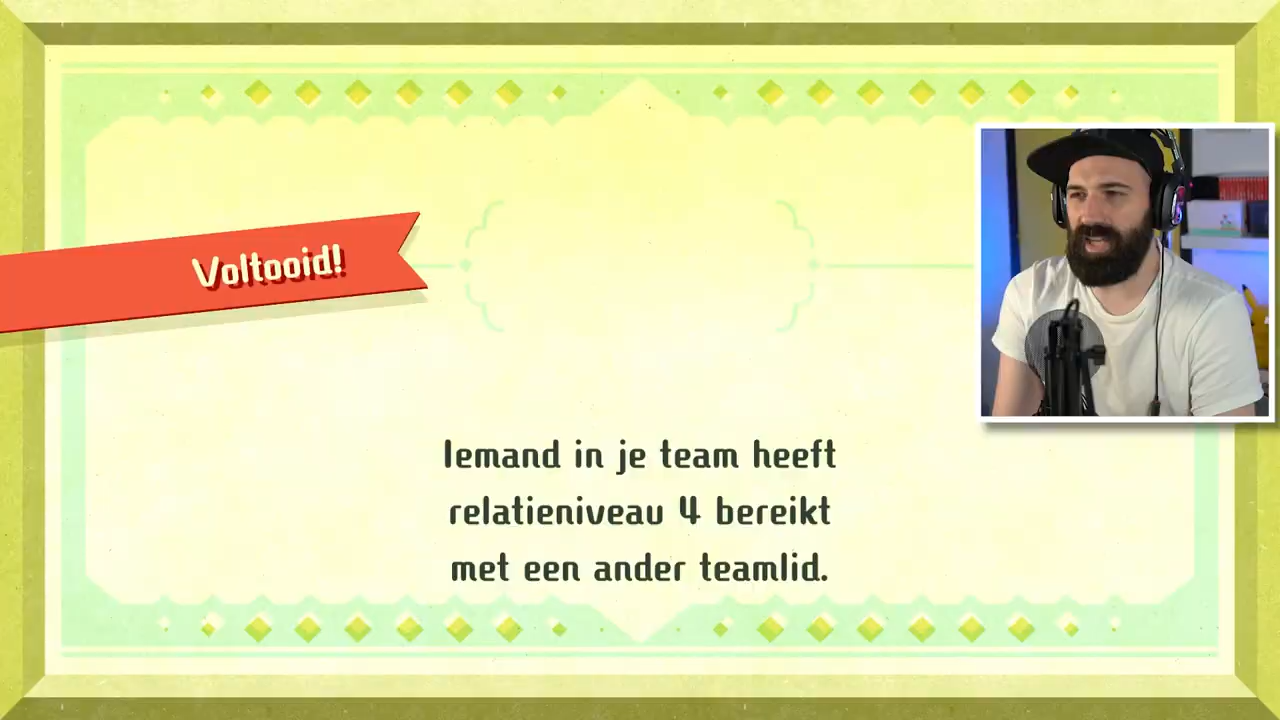 Voltooid!
Iemand in je team heeft
relatieniveau 4 bereikt
met een ander teamlid.